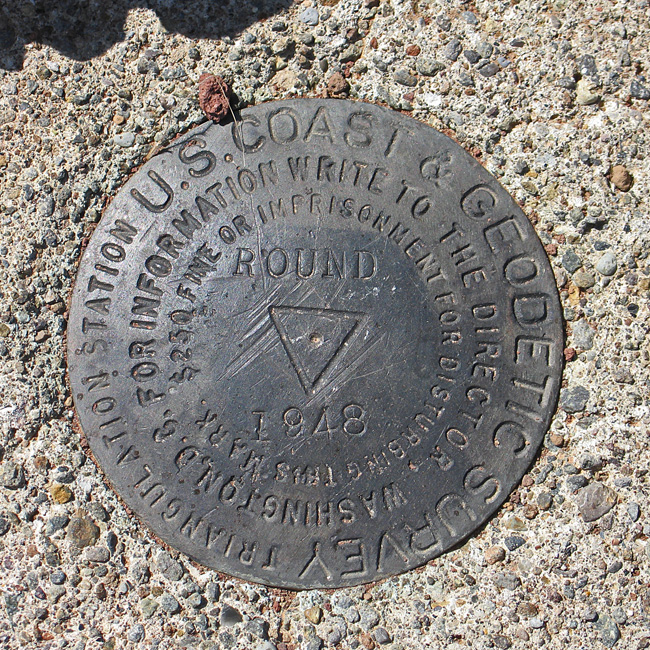 U.S. COAST & GEODETIC SURVEY
TRIANGULATION STATION
FOR INFORMATION WRITE TO THE DIRECTOR, WASHINGTON, D.C.
$250 FINE OR IMPRISONMENT FOR DISTURBING THIS MARK.
ROUND
1948